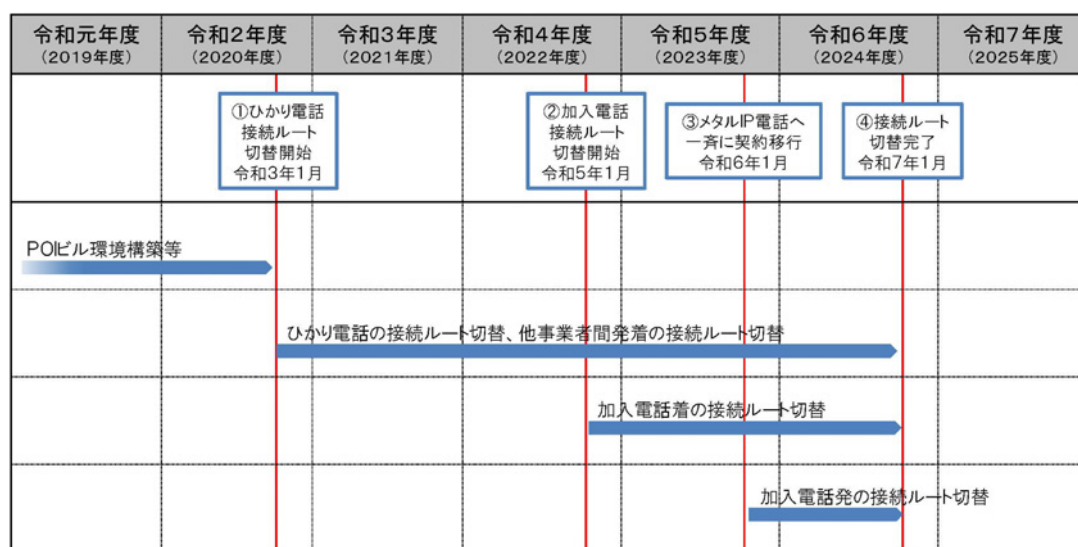 令和元年度
(2019年度)
令和2年度
(2020年度)
令和3年度
(2021年度)
令和4年度
(2022年度)
令和5年度
(2023年度)
令和6年度
(2024年度)
令和7年度
(2025年度)
①ひかり電話
接続ルート
切替開始
令和3年1月
②加入電話
接続ルート
切替開始
令和5年1月
③メタルIP電話へ
一斉に契約移行
令和6年1月
④接続ルート
切替完了
令和7年1月
POIビル環境構築等
ひかり電話の接続ルート切替、他事業者間発着の接続ルート切替
加入電話着の接続ルート切替
加入電話発の接続ルート切替